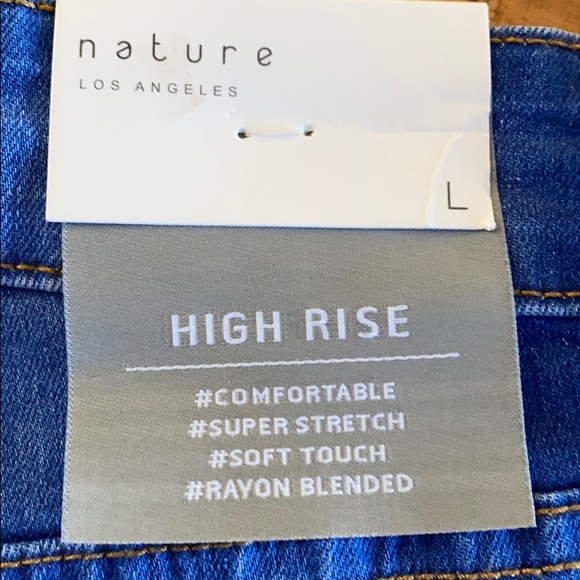 nature
LOS ANGELES
L
HIGH RISE
#COMFORTABLE
#SUPER STRETCH
#SOFT TOUCH
#RAYON BLENDED